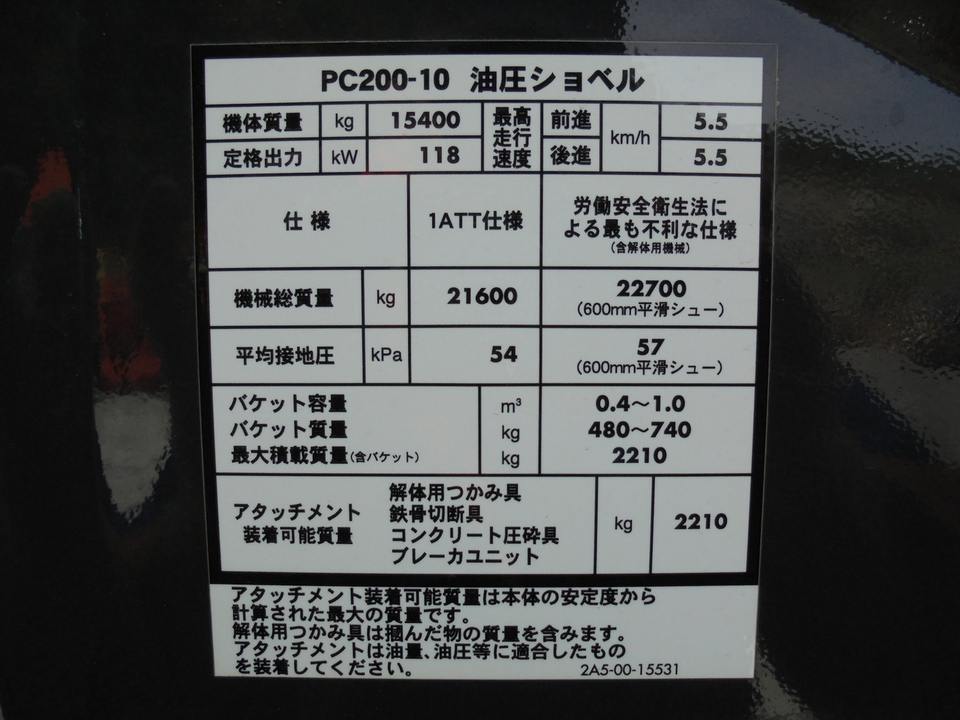 PC200-10 油圧ショベル
機体質量 kg 15400 最高走行速度 前進 km/h 5.5
定格出力 kW 118 後進 5.5
仕様 1ATT仕様 労働安全衛生法に
よる最も不利な仕様
(含解体用機械)
機械総質量 kg 21600 22700
(600mm平滑シュー)
平均接地圧 kPa 54 57
(600mm平滑シュー)
バケット容量 m³ 0.4~1.0
バケット質量 kg 480~740
最大積載質量(含バケット) kg 2210
アタッチメント
装着可能質量
解体用つかみ具
鉄骨切断具
コンクリート圧砕具
ブレーカユニット
kg 2210
アタッチメント装着可能質量は本体の安定度から
計算された最大の質量です。
解体用つかみ具は掴んだ物の質量を含みます。
アタッチメントは油量、油圧等に適合したもの
を装着してください。
2A5-00-15531